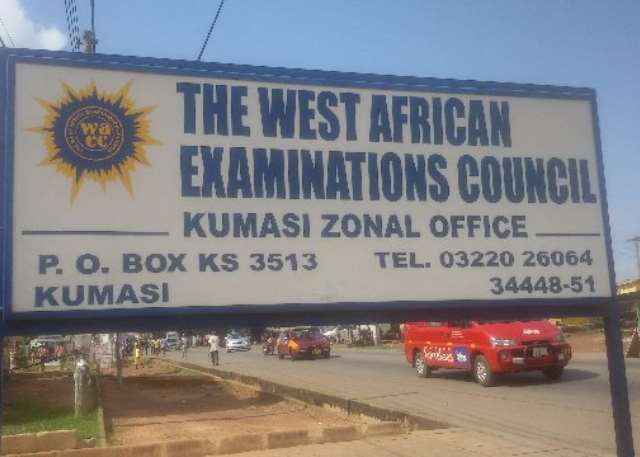 waec
THE WEST AFRICAN
EXAMINATIONS COUNCIL
KUMASI ZONAL OFFICE
P. O. BOX KS 3513
KUMASI
TEL. 03220 26064
34448-51